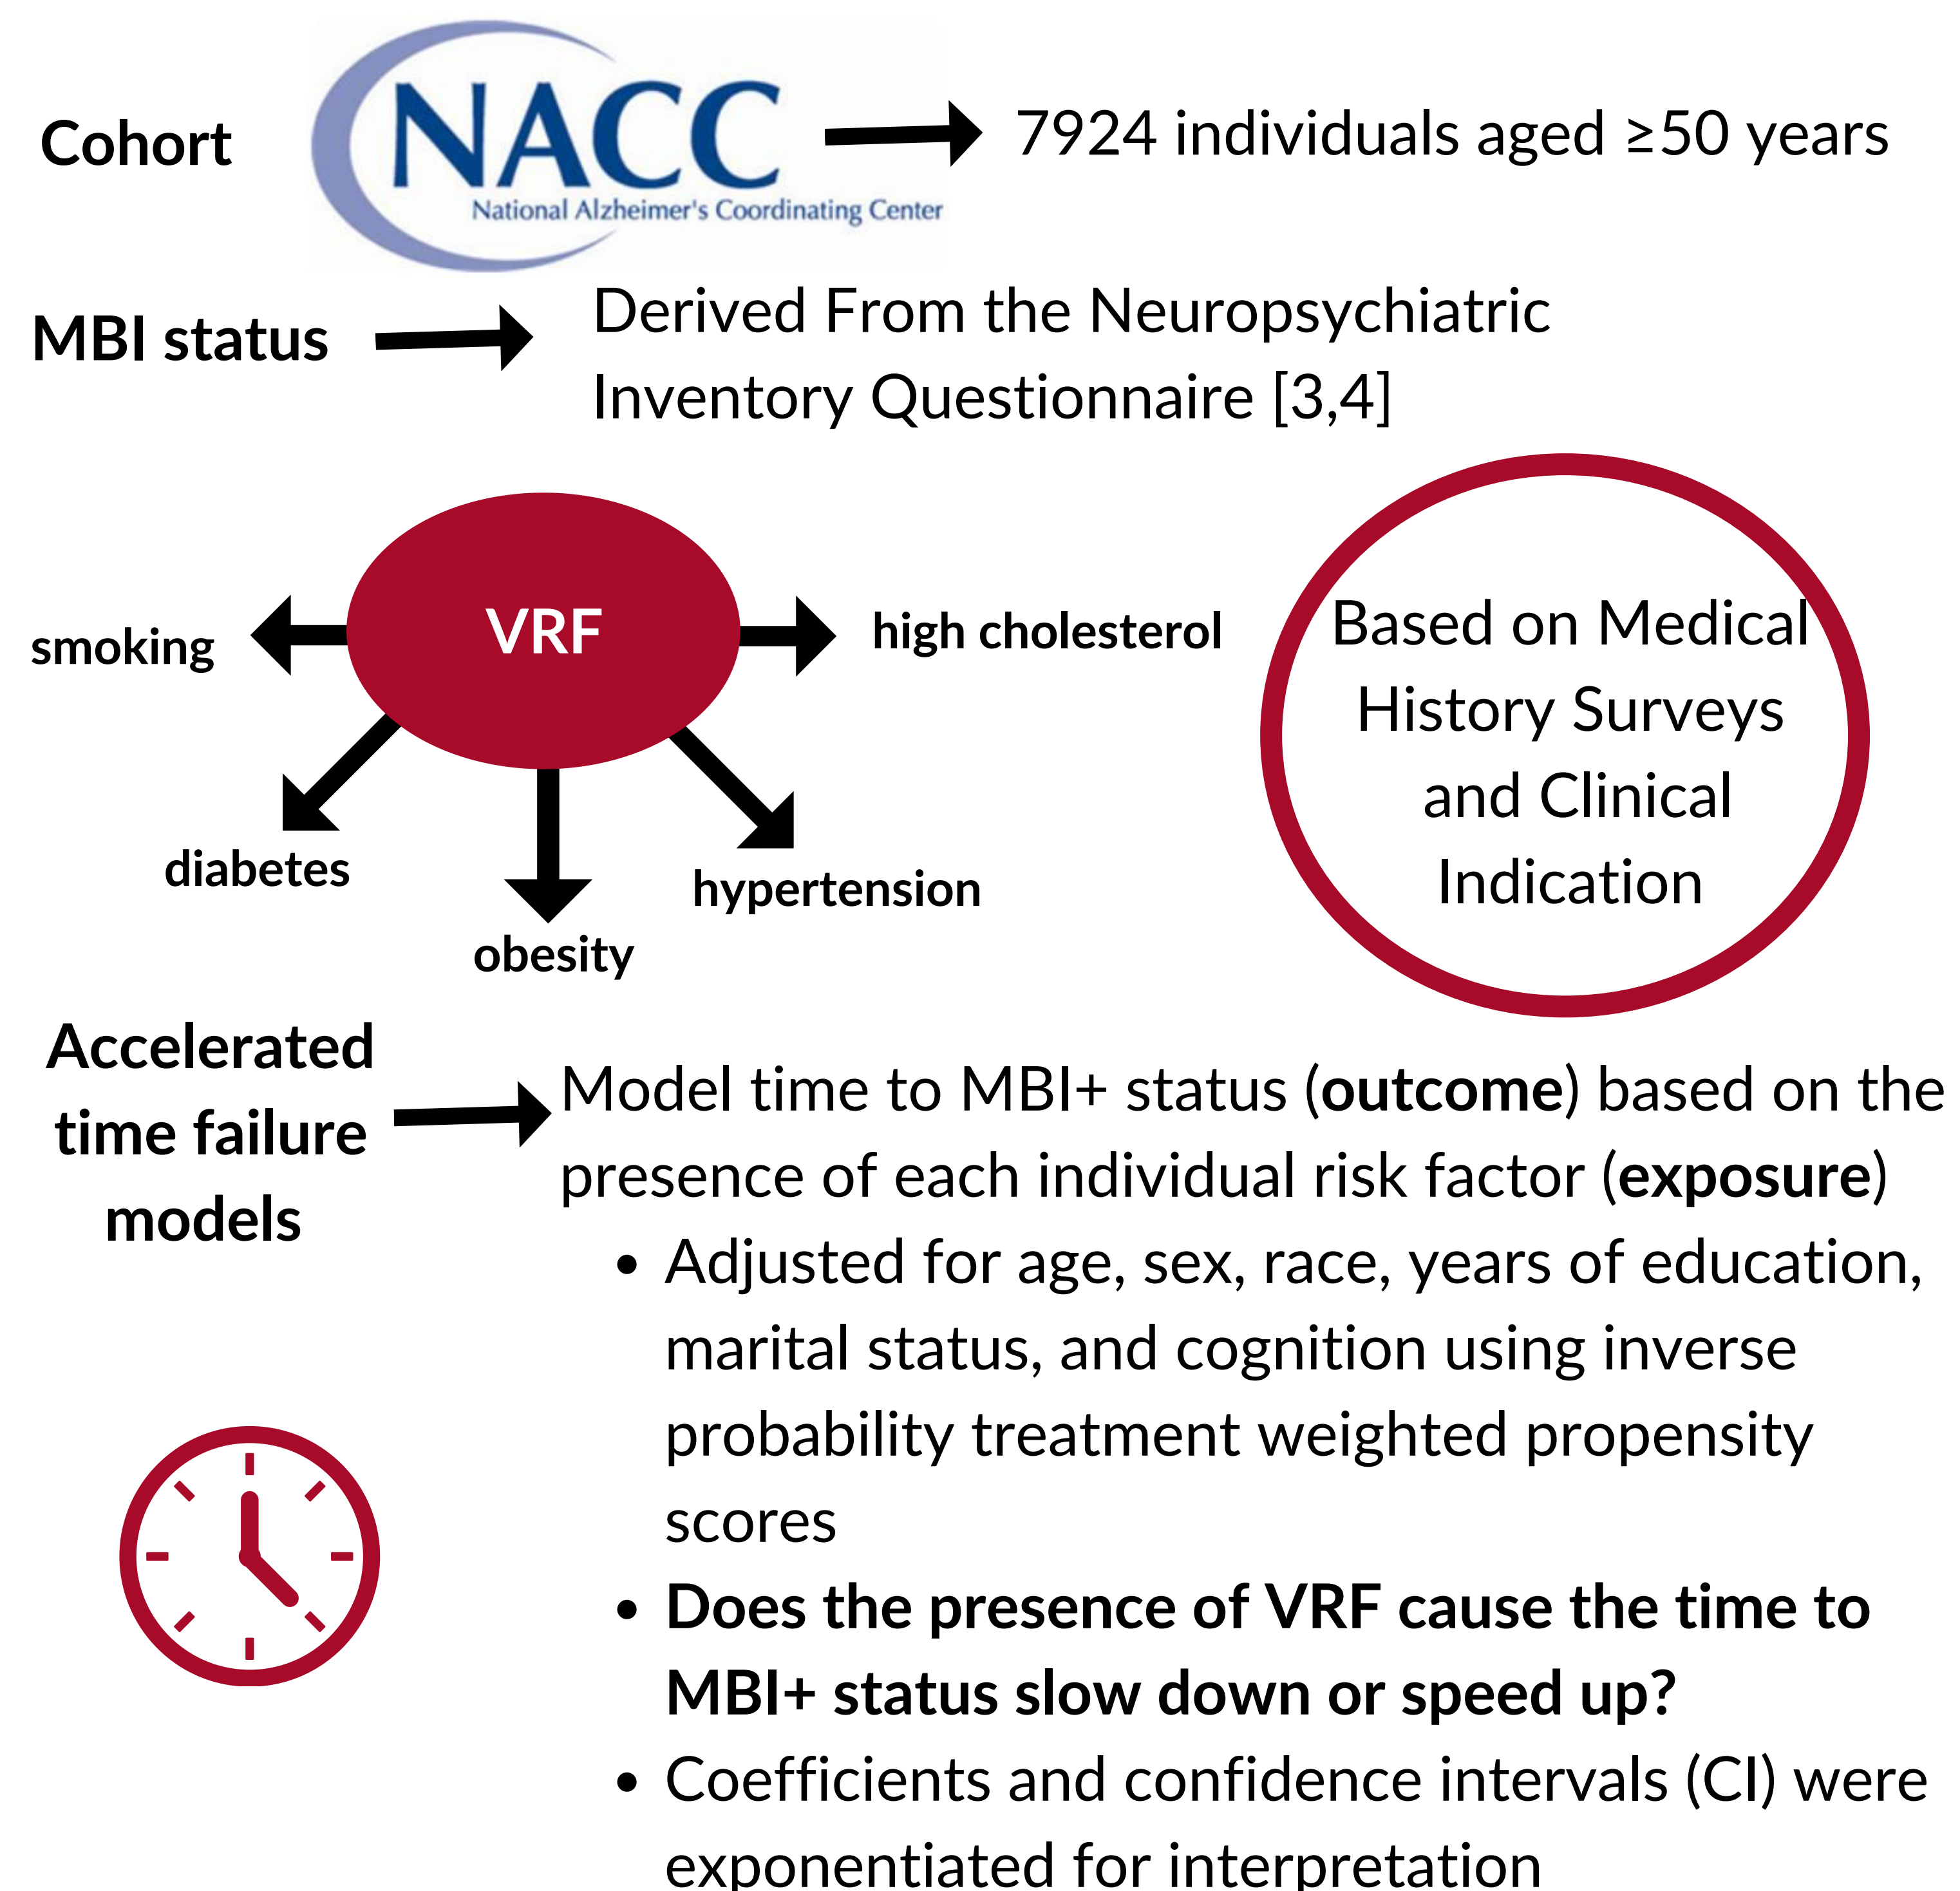 Cohort
NACC
National Alzheimer's Coordinating Center
7924 individuals aged ≥50 years
MBI status
Derived From the Neuropsychiatric
Inventory Questionnaire [3,4]
VRF
smoking
high cholesterol
diabetes
hypertension
obesity
Based on Medical
History Surveys
and Clinical
Indication
Accelerated
time failure
models
Model time to MBI+ status (outcome) based on the
presence of each individual risk factor (exposure)
• Adjusted for age, sex, race, years of education,
marital status, and cognition using inverse
probability treatment weighted propensity
scores
• Does the presence of VRF cause the time to
MBI+ status slow down or speed up?
• Coefficients and confidence intervals (CI) were
exponentiated for interpretation